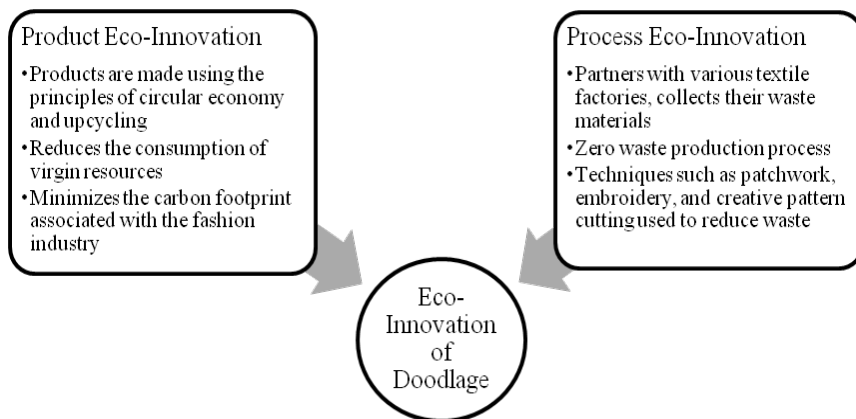 Product Eco-Innovation
•Products are made using the
principles of circular economy
and upcycling
•Reduces the consumption of
virgin resources
•Minimizes the carbon footprint
associated with the fashion
industry
Process Eco-Innovation
•Partners with various textile
factories, collects their waste
materials
•Zero waste production process
•Techniques such as patchwork,
embroidery, and creative pattern
cutting used to reduce waste
Eco-
Innovation
of
Doodlage